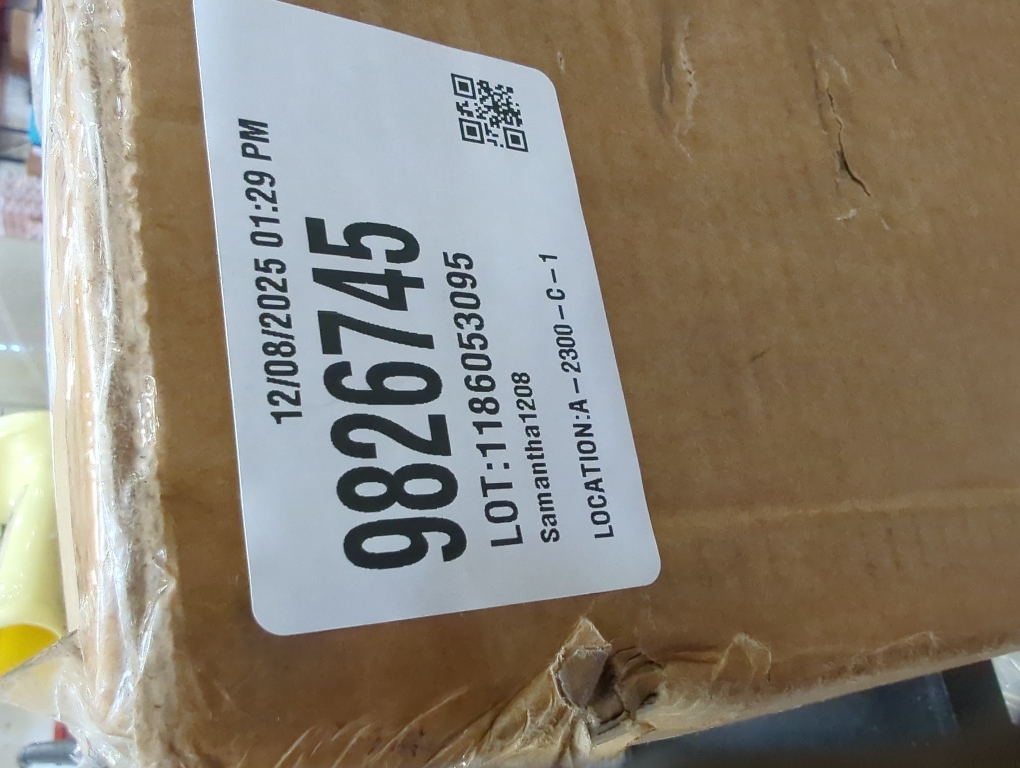 12/08/2025 01:29 PM
9826745
LOT:1186053095
Samantha1208
LOCATION:A-2300-C-1